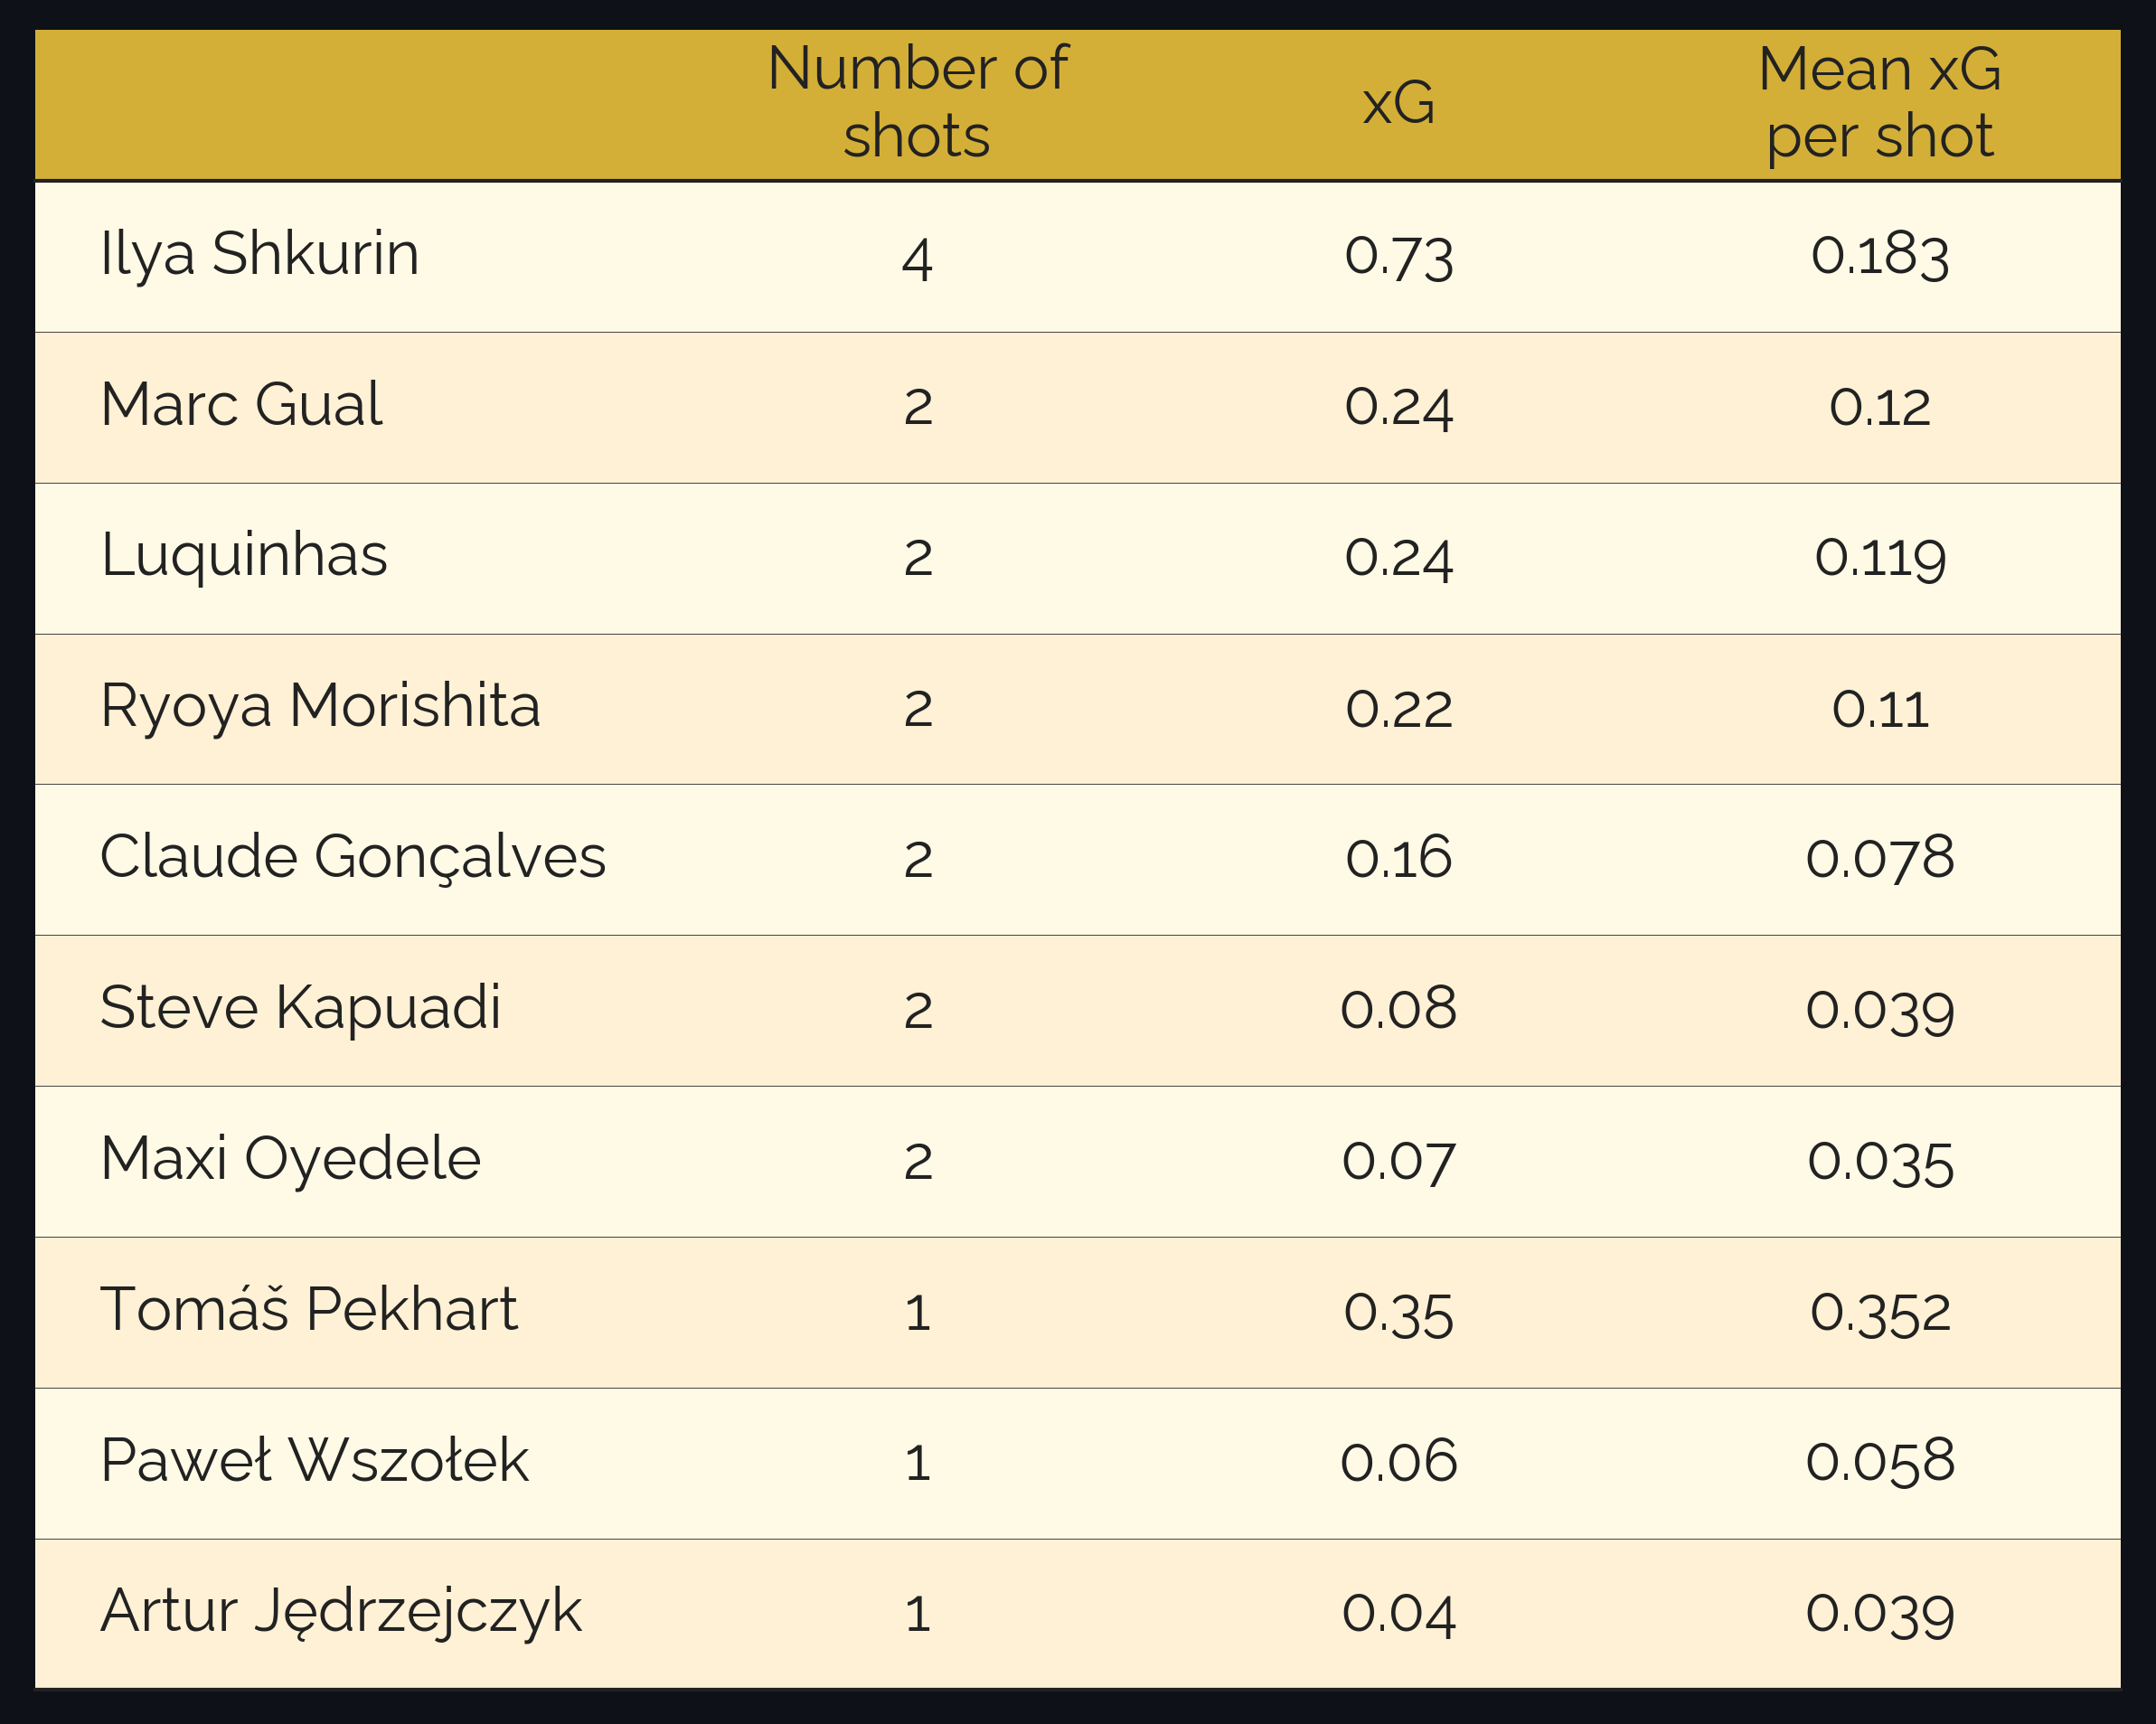 Number of shots xG Mean xG per shot
Ilya Shkurin 4 0.73 0.183
Marc Gual 2 0.24 0.12
Luquinhas 2 0.24 0.119
Ryoya Morishita 2 0.22 0.11
Claude Gonçalves 2 0.16 0.078
Steve Kapuadi 2 0.08 0.039
Maxi Oyedele 2 0.07 0.035
Tomáš Pekhart 1 0.35 0.352
Paweł Wszołek 1 0.06 0.058
Artur Jędrzejczyk 1 0.04 0.039